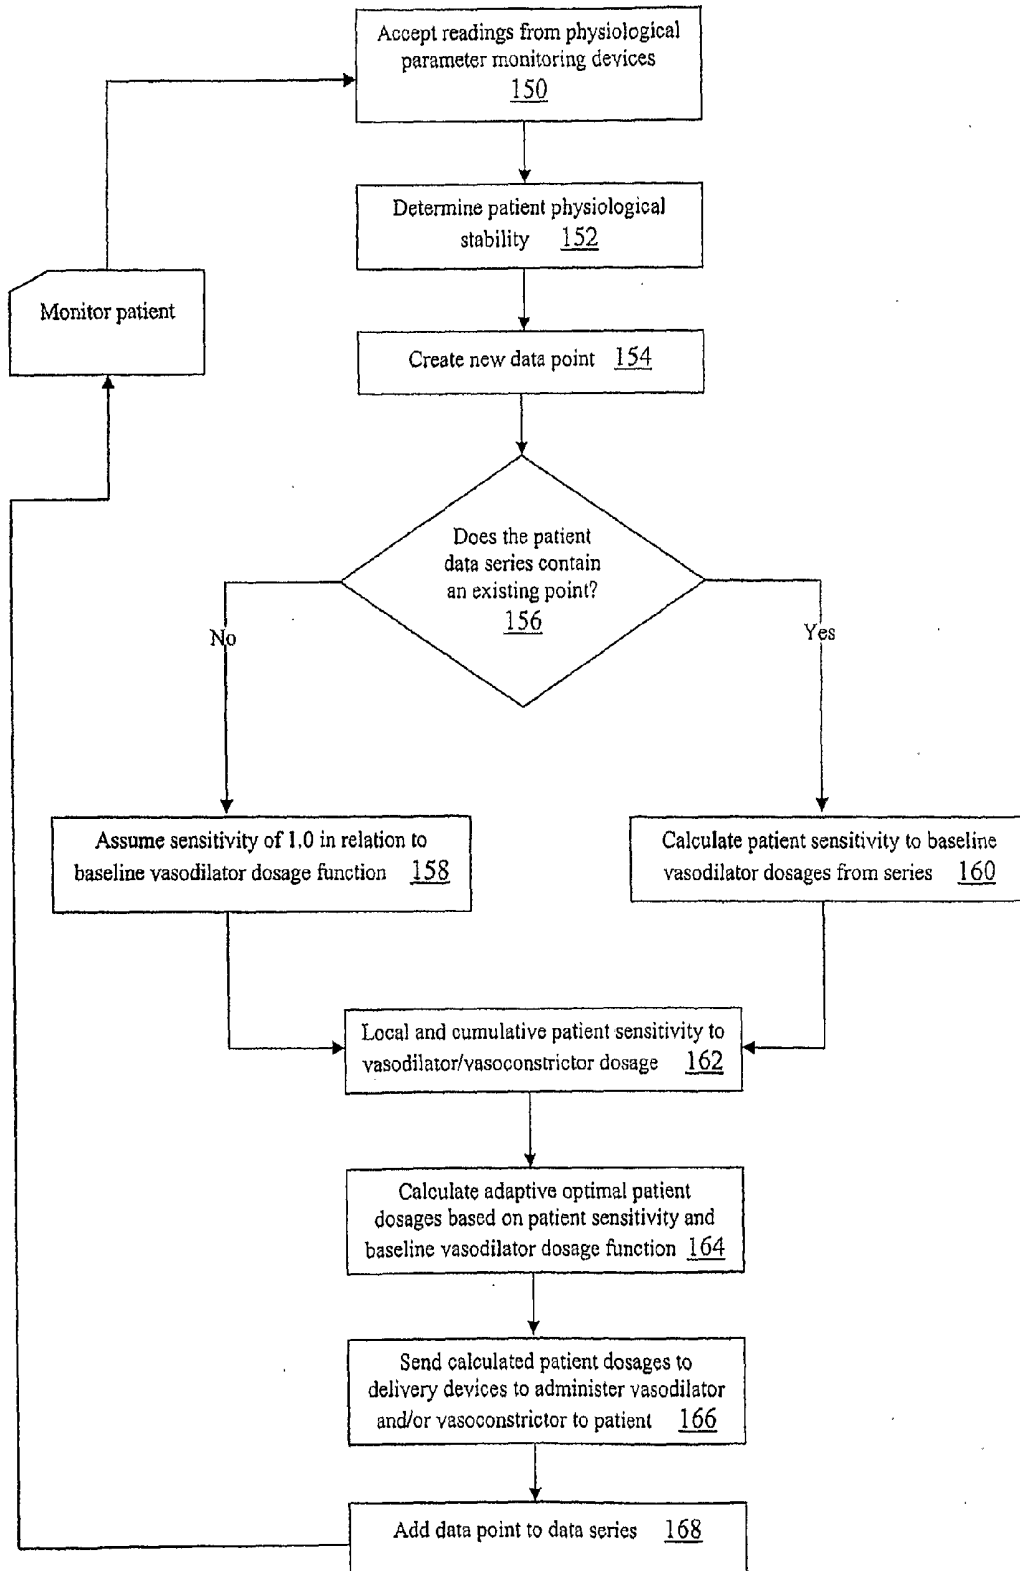 Accept readings from physiological
parameter monitoring devices
150
Determine patient physiological
stability 152
Monitor patient
Create new data point 154
Does the patient
data series contain
an existing point?
156
No
Yes
Assume sensitivity of 1.0 in relation to
baseline vasodilator dosage function 158
Calculate patient sensitivity to baseline
vasodilator dosages from series 160
Local and cumulative patient sensitivity to
vasodilator/vasoconstrictor dosage 162
Calculate adaptive optimal patient
dosages based on patient sensitivity and
baseline vasodilator dosage function 164
Send calculated patient dosages to
delivery devices to administer vasodilator
and/or vasoconstrictor to patient 166
Add data point to data series 168